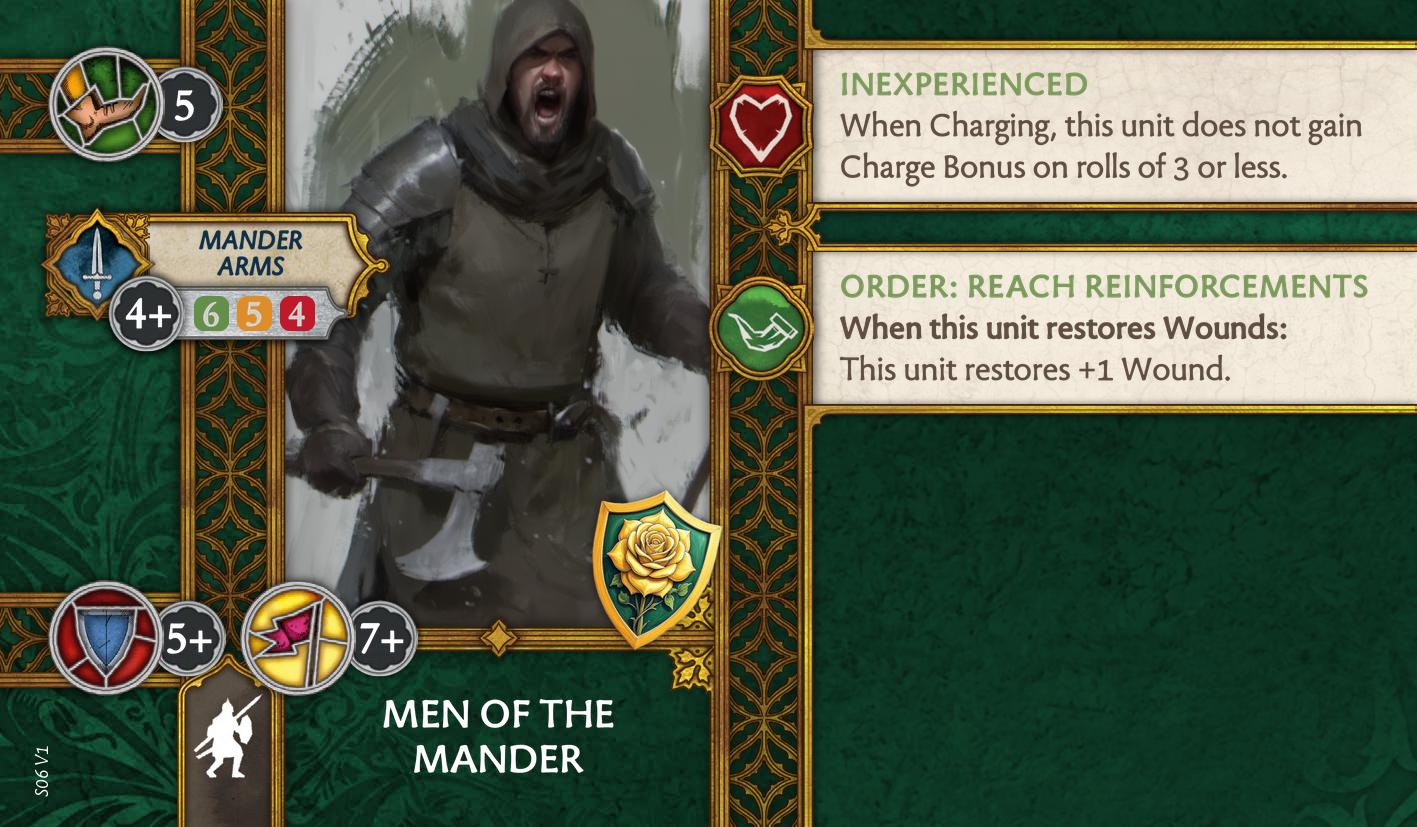 5
MANDER
ARMS
4+ 6 5 4
5+ 7+
MEN OF THE
MANDER
S06 V1
INEXPERIENCED
When Charging, this unit does not gain
Charge Bonus on rolls of 3 or less.
ORDER: REACH REINFORCEMENTS
When this unit restores Wounds:
This unit restores +1 Wound.